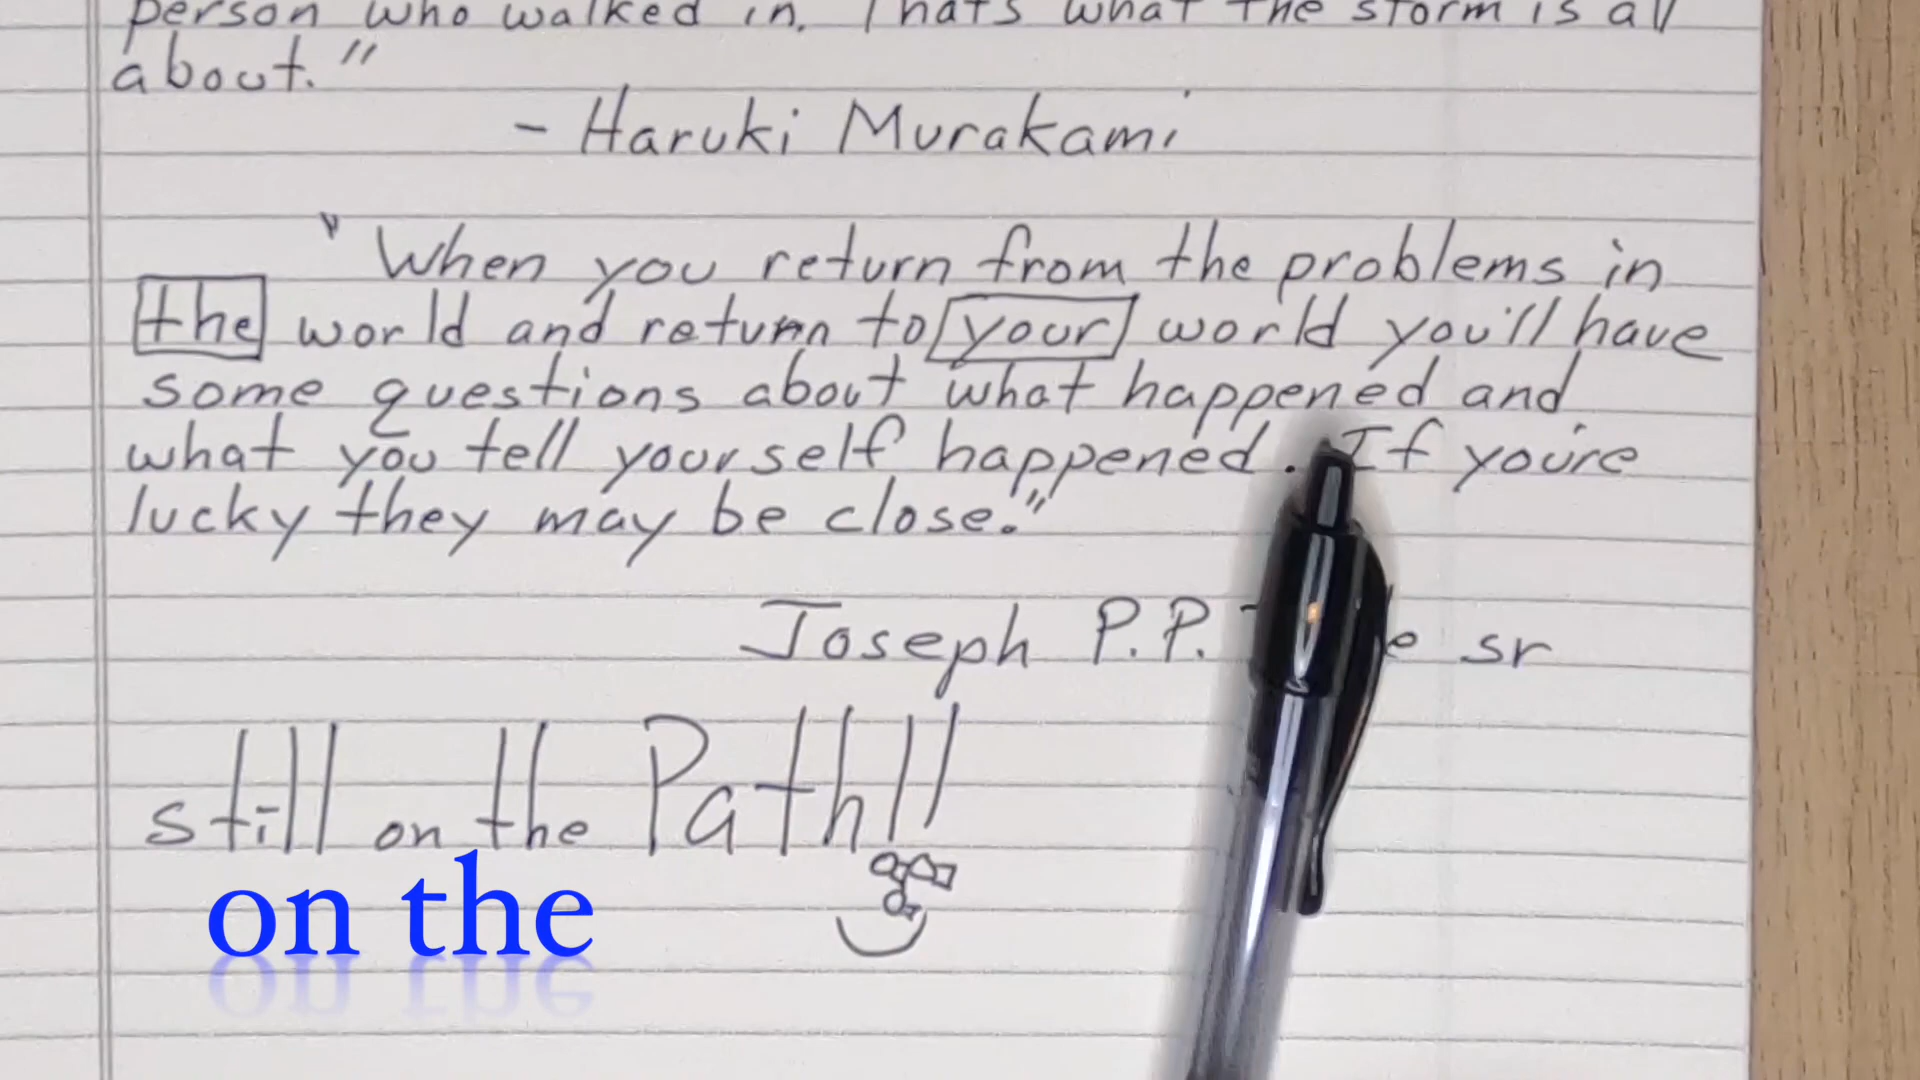 person who walked in. That's what the storm is all
about."
- Haruki Murakami
"When you return from the problems in
the world and return to your world you'll have
some questions about what happened and
what you tell yourself happened. If you're
lucky they may be close."
Joseph P.P. sr
still on the Path!!
on the